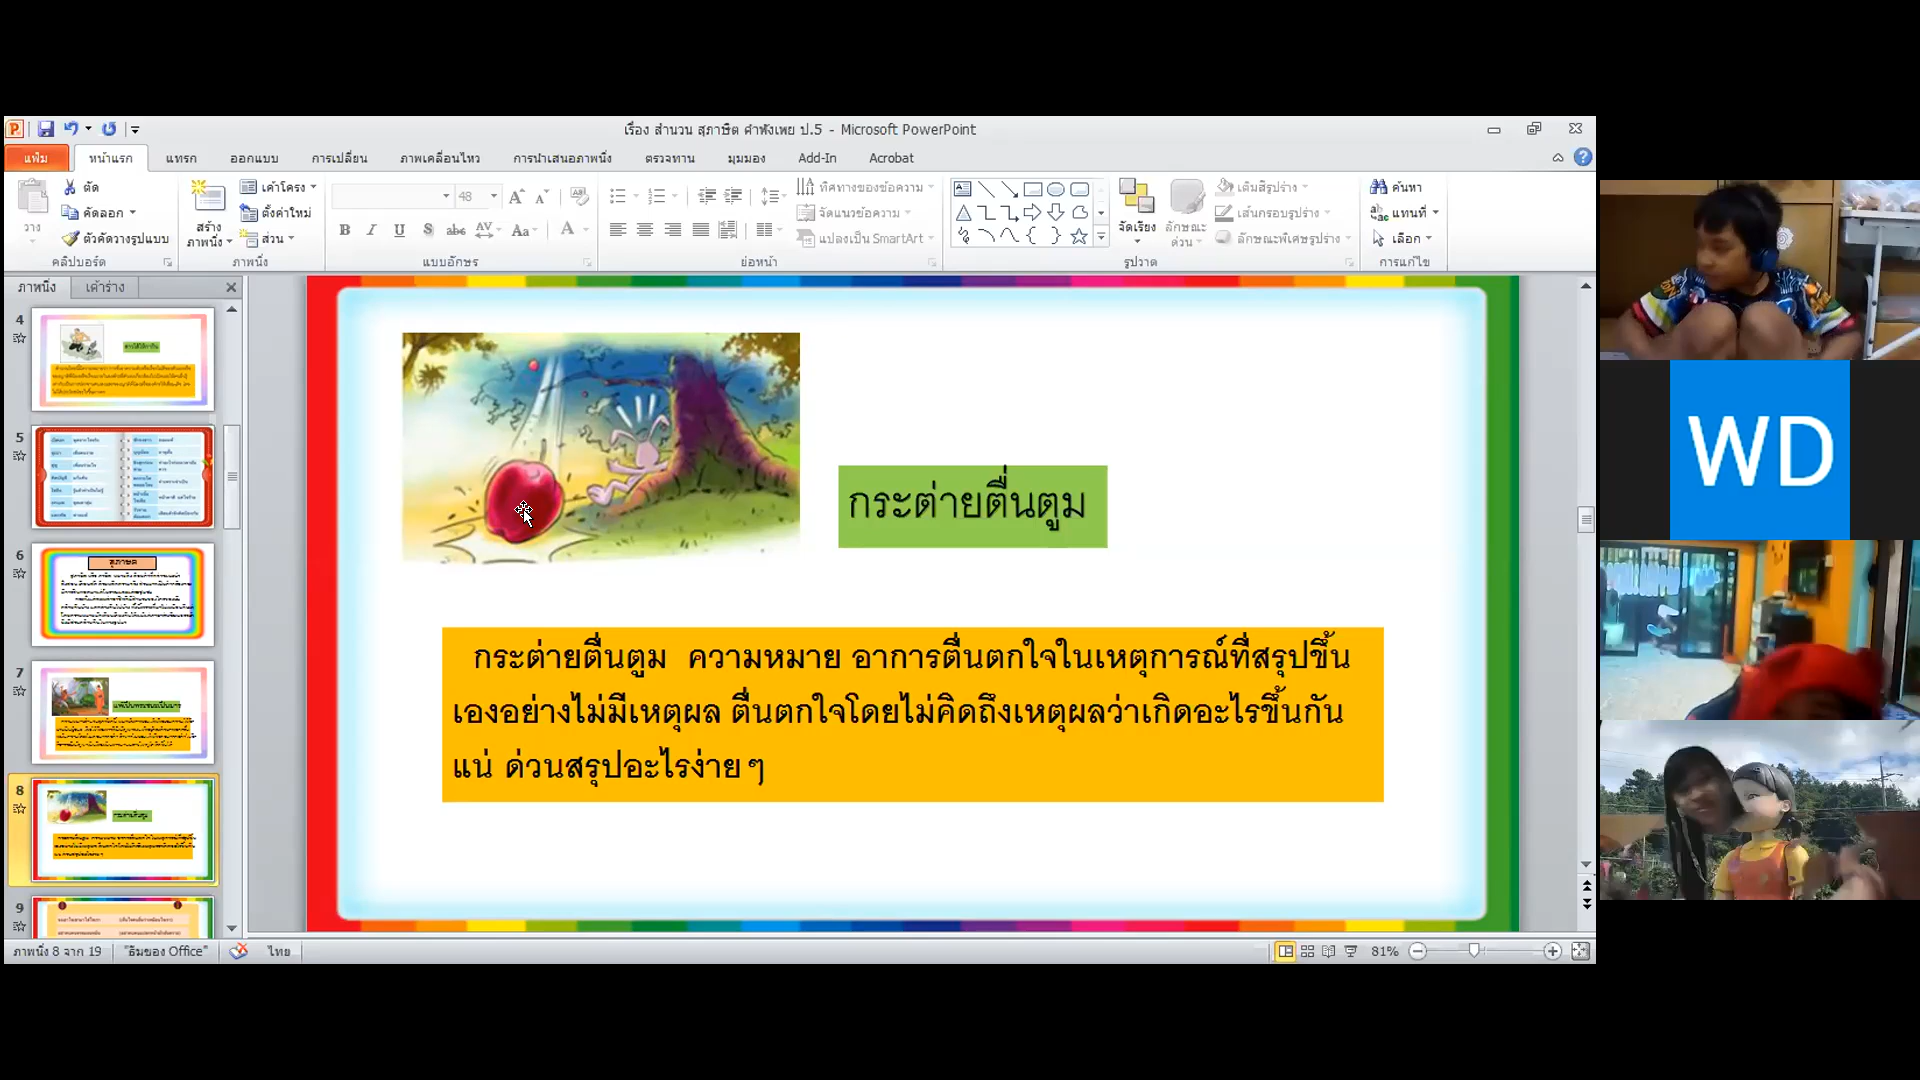 เรื่อง สำนวน สุภาษิต คำพังเพย ป.5 - Microsoft PowerPoint
แฟ้ม หน้าแรก แทรก ออกแบบ การเปลี่ยน ภาพเคลื่อนไหว การนำเสนอภาพนิ่ง ตรวจทาน มุมมอง Add-In Acrobat
วาง
ตัด
คัดลอก
ตัวคัดวางรูปแบบ
คลิปบอร์ด
สร้าง
ภาพนิ่ง
เค้าโครง
ตั้งค่าใหม่
ส่วน
ภาพนิ่ง
48
แบบอักษร
ทิศทางของข้อความ
จัดแนวข้อความ
แปลงเป็น SmartArt
ย่อหน้า
จัดเรียง
ลักษณะ
ด่วน
เติมสีรูปร่าง
เส้นกรอบรูปร่าง
ลักษณะพิเศษรูปร่าง
รูปวาด
ค้นหา
แทนที่
เลือก
การแก้ไข
ภาพนิ่ง เค้าร่าง
4
5
6
สุภาษิต
7
8
9
กระต่ายตื่นตูม
กระต่ายตื่นตูม ความหมาย อาการตื่นตกใจในเหตุการณ์ที่สรุปขึ้น
เองอย่างไม่มีเหตุผล ตื่นตกใจโดยไม่คิดถึงเหตุผลว่าเกิดอะไรขึ้นกัน
แน่ ด่วนสรุปอะไรง่ายๆ
WD
ภาพนิ่ง 8 จาก 19 "ธีมของ Office" ไทย 81%